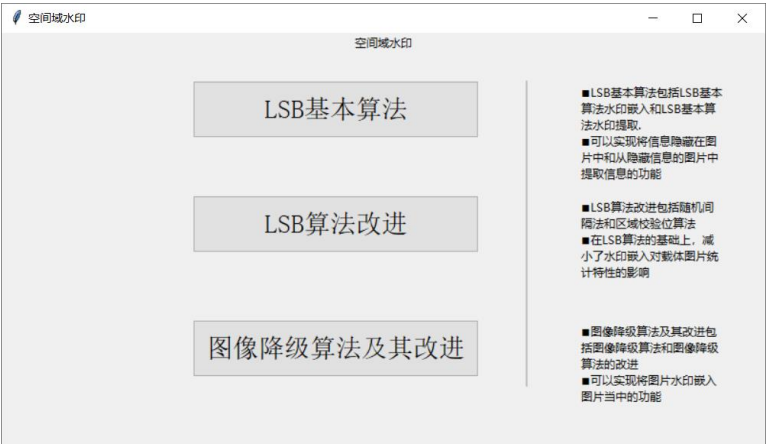 空间域水印
空间域水印
LSB基本算法
■LSB基本算法包括LSB基本
算法水印嵌入和LSB基本算
法水印提取.
■可以实现将信息隐藏在图
片中和从隐藏信息的图片中
提取信息的功能
LSB算法改进
■LSB算法改进包括随机间
隔法和区域校验位算法
■在LSB算法的基础上，减
小了水印嵌入对载体图片统
计特性的影响
图像降级算法及其改进
■图像降级算法及其改进包
括图像降级算法和图像降级
算法的改进
■可以实现将图片水印嵌入
图片当中的功能